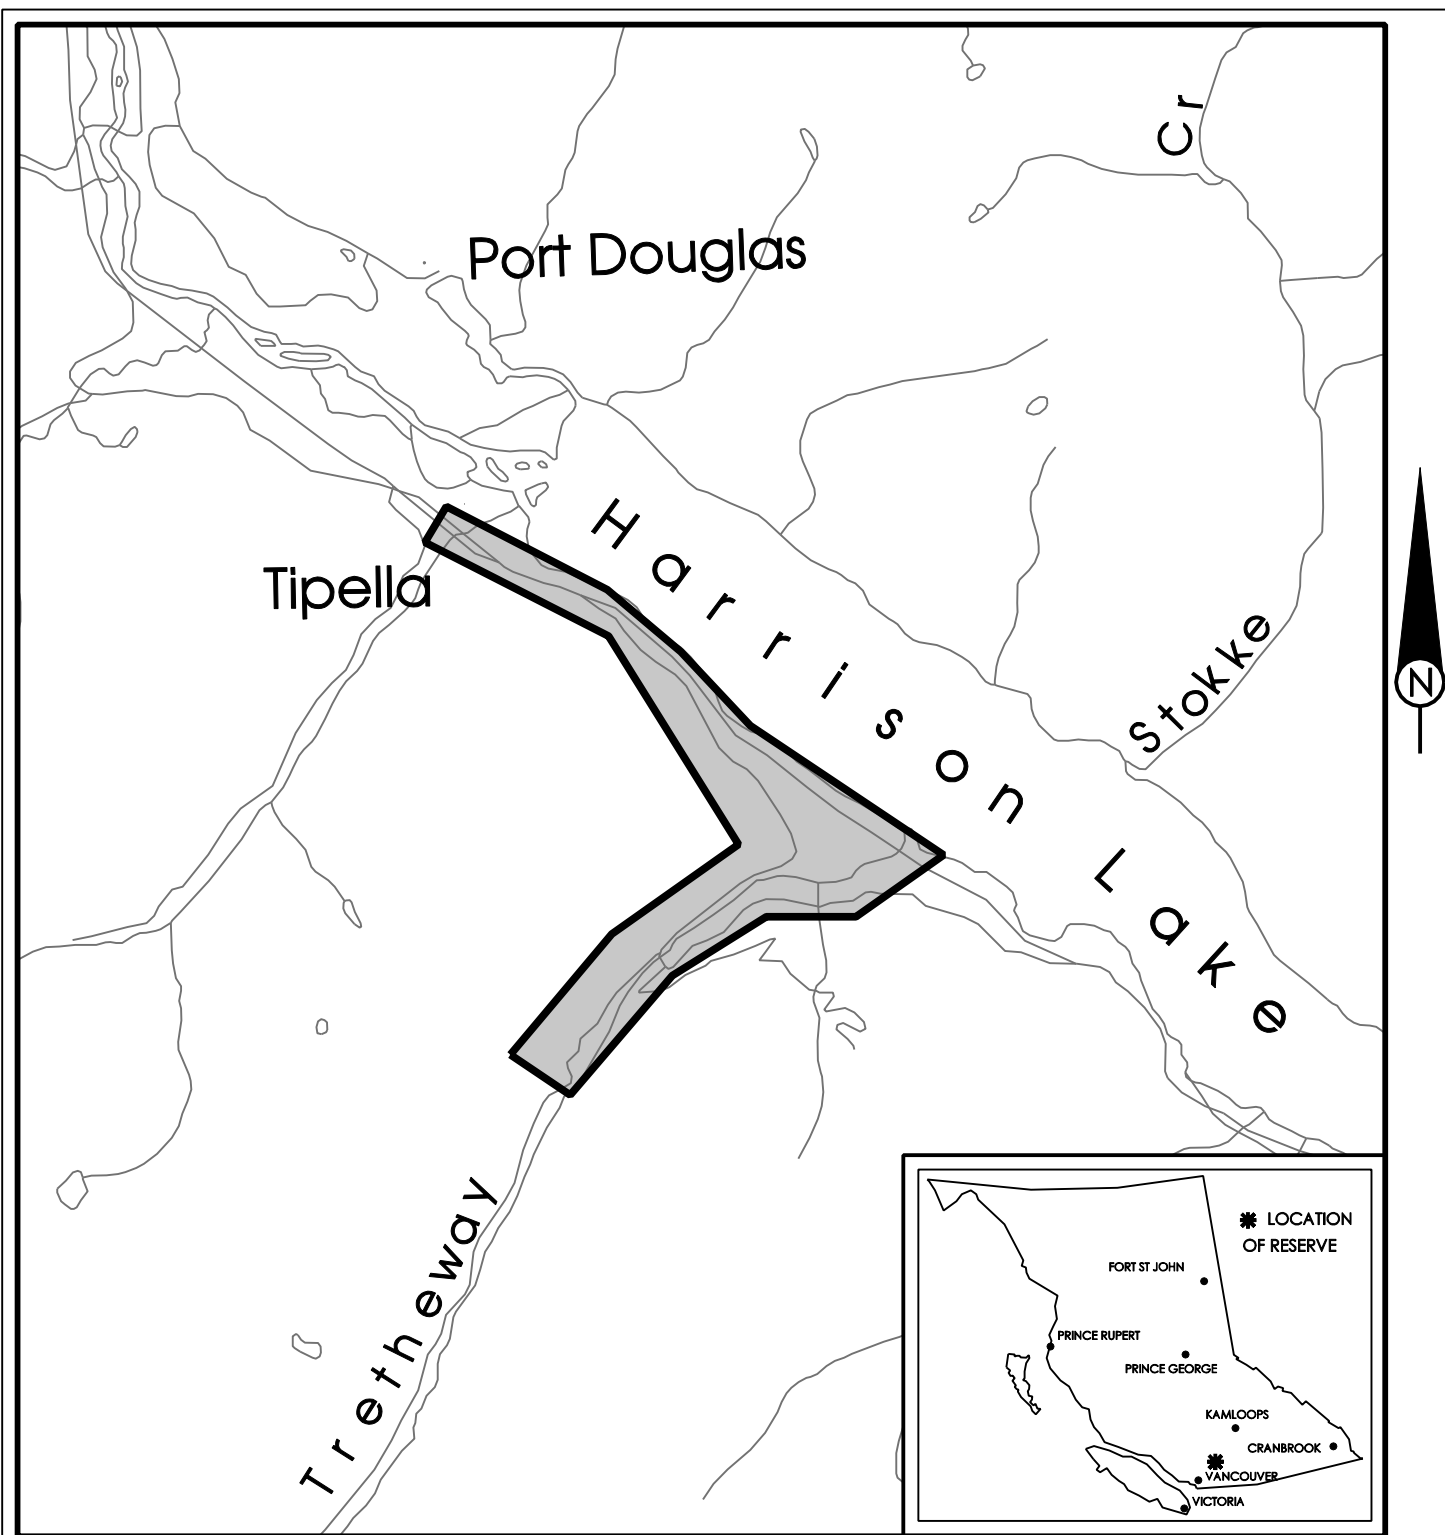 Cr
Port Douglas
Harrison Lake
Tipella
Stokke
N
Tretheway
LOCATION
OF RESERVE
FORT ST JOHN
PRINCE RUPERT
PRINCE GEORGE
KAMLOOPS
CRANBROOK
VANCOUVER
VICTORIA